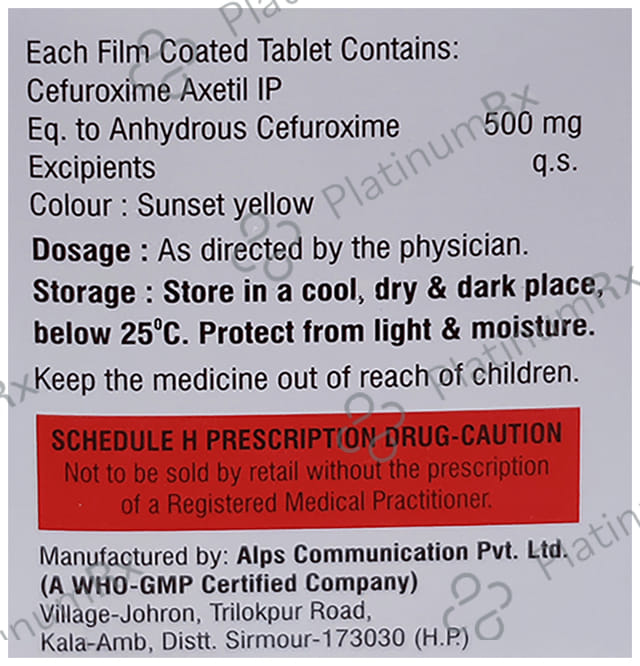 Each Film Coated Tablet Contains:
Cefuroxime Axetil IP
Eq. to Anhydrous Cefuroxime 500 mg
Excipients q.s.
Colour : Sunset yellow
Dosage : As directed by the physician.
Storage : Store in a cool, dry & dark place,
below 25⁰C. Protect from light & moisture.
Keep the medicine out of reach of children.
SCHEDULE H PRESCRIPTION DRUG-CAUTION
Not to be sold by retail without the prescription
of a Registered Medical Practitioner.
Manufactured by: Alps Communication Pvt. Ltd.
(A WHO-GMP Certified Company)
Village-Johron, Trilokpur Road,
Kala-Amb, Distt. Sirmour-173030 (H.P.)
PlatinumRx
PlatinumRx
PlatinumRx